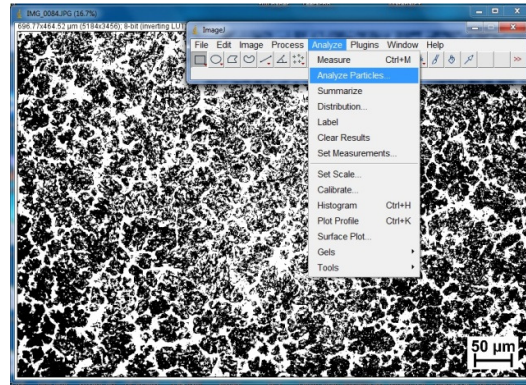 IMG_0084.JPG (16.7%)
696.77x464.52 µm (5184x3456); 8-bit (inverting LUT);
ImageJ
File Edit Image Process Analyze Plugins Window Help
>>
Measure Ctrl+M
Analyze Particles...
Summarize
Distribution...
Label
Clear Results
Set Measurements...
Set Scale...
Calibrate...
Histogram Ctrl+H
Plot Profile Ctrl+K
Surface Plot...
Gels
Tools
50 µm